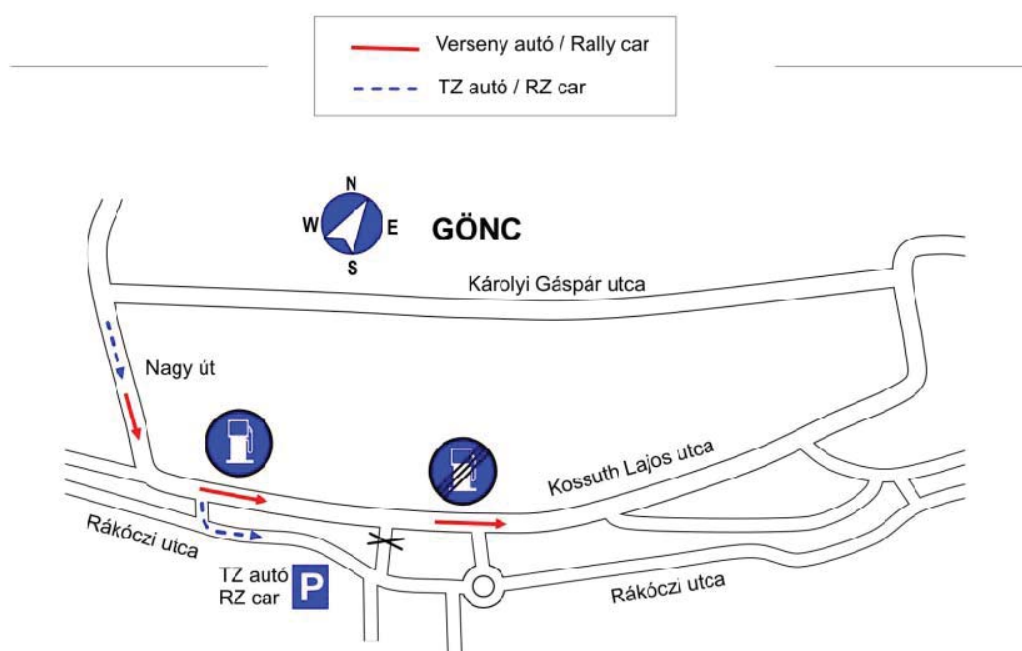 Verseny autó / Rally car
TZ autó / RZ car
N
W E
S
GÖNC
Károlyi Gáspár utca
Nagy út
Kossuth Lajos utca
Rákóczi utca
TZ autó
RZ car
P
Rákóczi utca